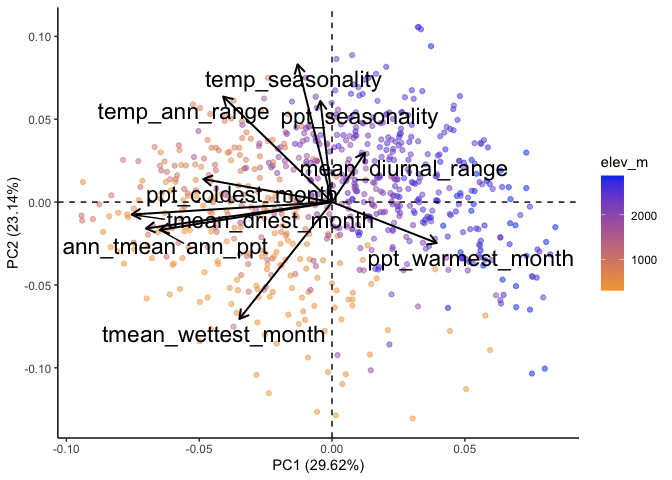 0.10
0.05
0.00
-0.05
-0.10
PC2 (23.14%)
temp_seasonality
temp_ann_range
ppt_seasonality
mean_diurnal_range
ppt_coldest_month
tmean_driest_month
ann_tmean
ann_ppt
ppt_warmest_month
tmean_wettest_month
-0.10
-0.05
0.00
0.05
PC1 (29.62%)
elev_m
2000
1000